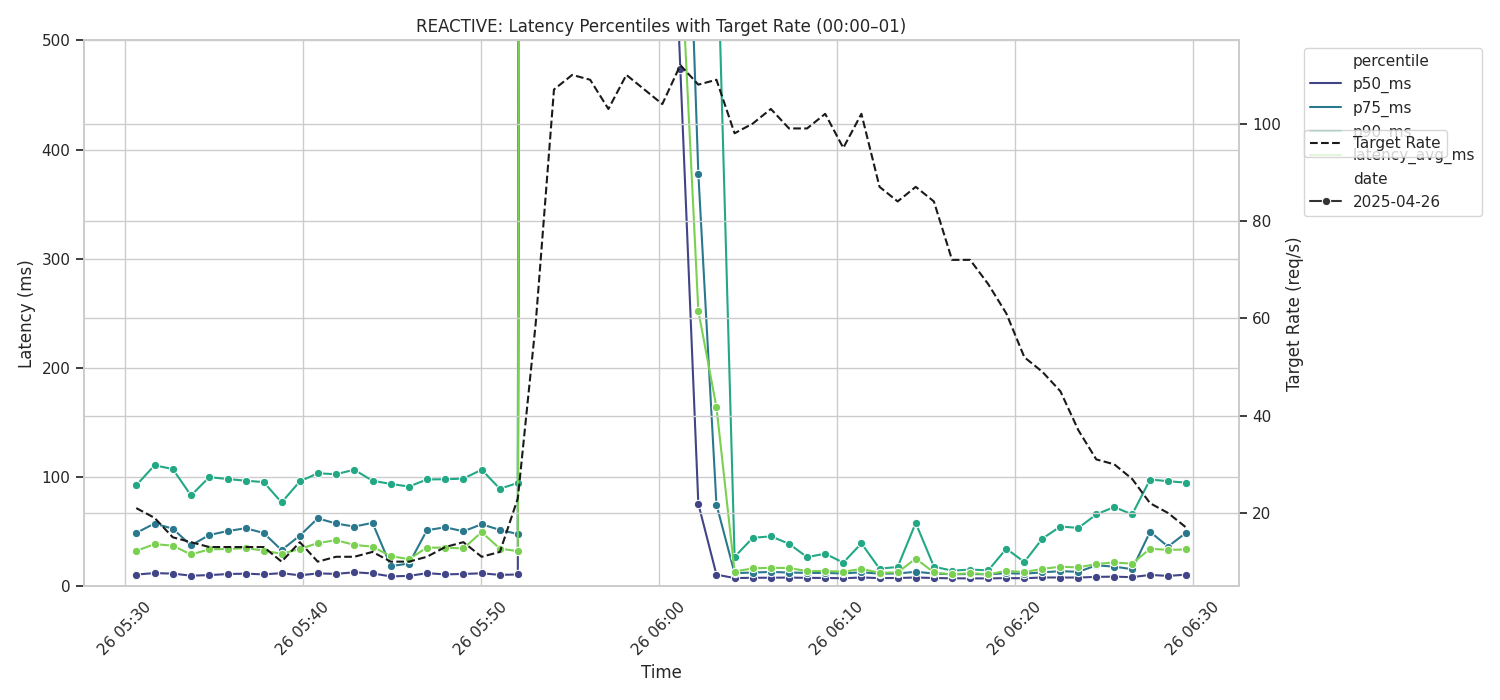 REACTIVE: Latency Percentiles with Target Rate (00:00–01)
500
400
300
200
100
0
Latency (ms)
26 05:30
26 05:40
26 05:50
26 06:00
26 06:10
26 06:20
26 06:30
Time
100
80
60
40
20
Target Rate (req/s)
percentile
p50_ms
p75_ms
p90_ms
Target Rate
latency_avg_ms
date
2025-04-26